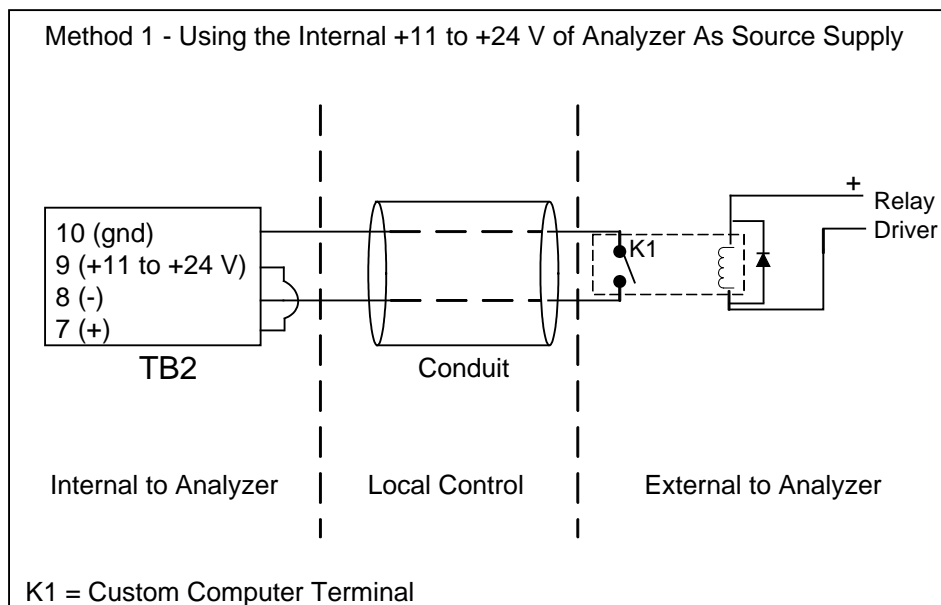 Method 1 - Using the Internal +11 to +24 V of Analyzer As Source Supply
+
Relay
Driver
10 (gnd)
9 (+11 to +24 V)
8 (-)
7 (+)
K1
TB2
Conduit
Internal to Analyzer
Local Control
External to Analyzer
K1 = Custom Computer Terminal